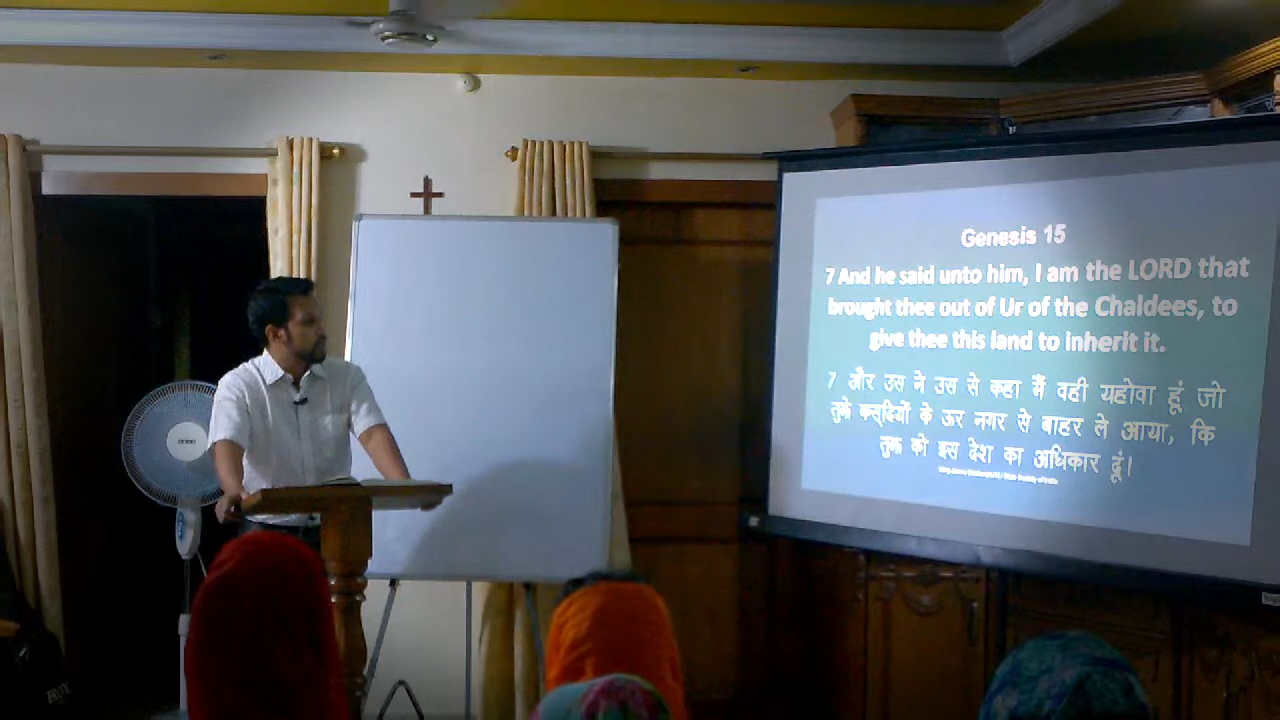 Genesis 15
7 And he said unto him, I am the LORD that
brought thee out of Ur of the Chaldees, to
give thee this land to inherit it.
7 और उस ने उस से कहा मैं वही यहोवा हूं जो
तुझे कस्दियों के ऊर नगर से बाहर ले आया, कि
तुझ को इस देश का अधिकार दूं।